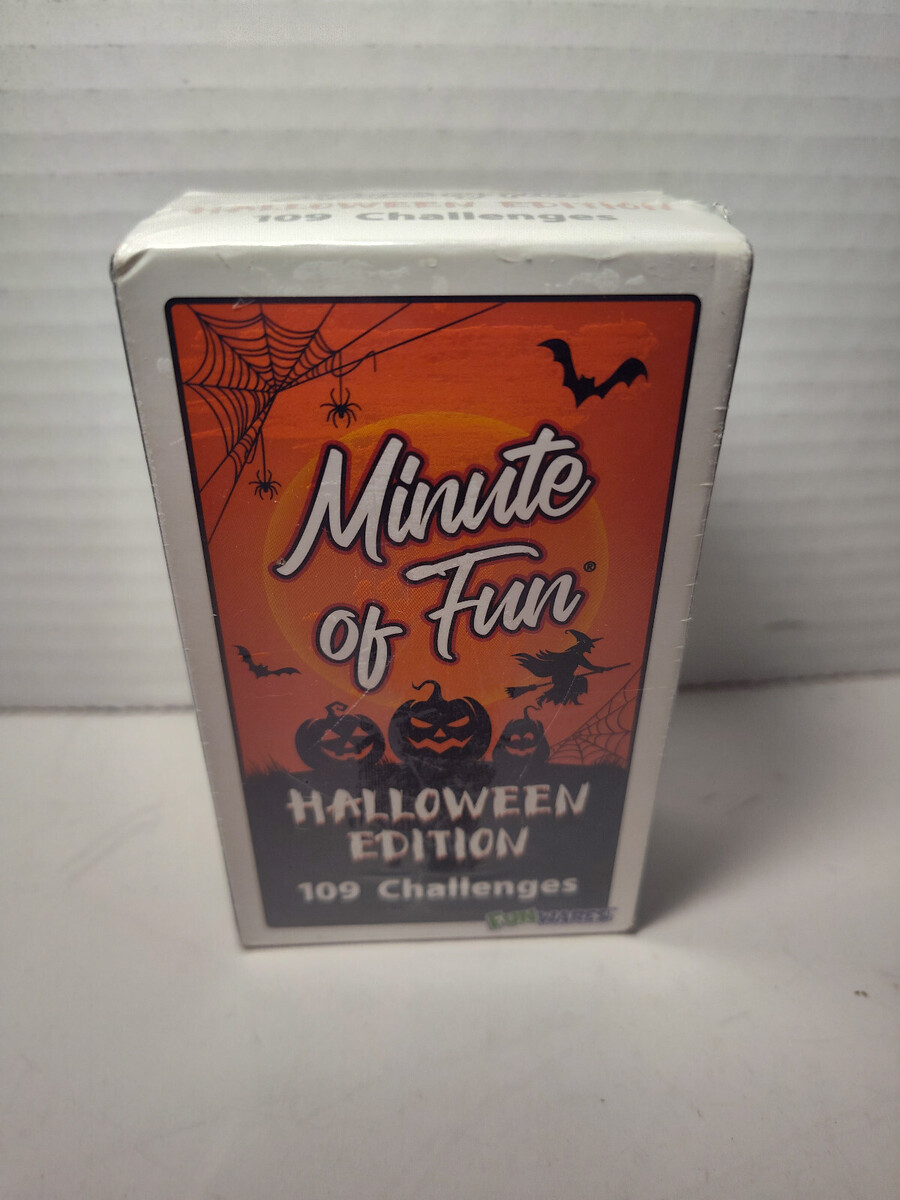 HALLOWEEN EDITION
109 Challenges
Minute
of Fun®
HALLOWEEN
EDITION
109 Challenges
FUNWARES